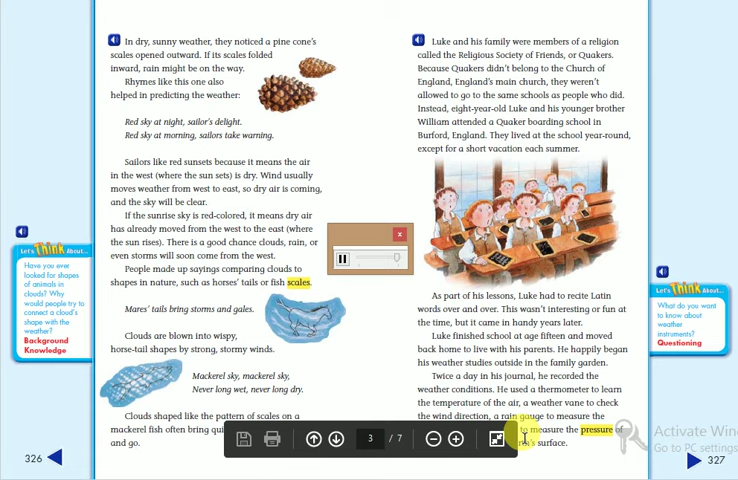 In dry, sunny weather, they noticed a pine cone's
scales opened outward. If its scales folded
inward, rain might be on the way.
Rhymes like this one also
helped in predicting the weather:
Red sky at night, sailor's delight.
Red sky at morning, sailors take warning.
Sailors like red sunsets because it means the air
in the west (where the sun sets) is dry. Wind usually
moves weather from west to east, so dry air is coming,
and the sky will be clear.
If the sunrise sky is red-colored, it means dry air
has already moved from the west to the east (where
the sun rises). There is a good chance clouds, rain, or
even storms will soon come from the west.
People made up sayings comparing clouds to
shapes in nature, such as horses' tails or fish scales.
Mares' tails bring storms and gales.
Clouds are blown into wispy,
horse-tail shapes by strong, stormy winds.
Mackerel sky, mackerel sky,
Never long wet, never long dry.
Clouds shaped like the pattern of scales on a
mackerel fish often bring
and go.
Let's Think About...
Have you ever
looked for shapes
of animals in
clouds? Why
would people try to
connect a cloud's
shape with the
weather?
Background
Knowledge
326
Luke and his family were members of a religion
called the Religious Society of Friends, or Quakers.
Because Quakers didn't belong to the Church of
England, England's main church, they weren't
allowed to go to the same schools as people who did.
Instead, eight-year-old Luke and his younger brother
William attended a Quaker boarding school in
Burford, England. They lived at the school year-round,
except for a short vacation each summer.
As part of his lessons, Luke had to recite Latin
words over and over. This wasn't interesting or fun at
the time, but it came in handy years later.
Luke finished school at age fifteen and moved
back home to live with his parents. He happily began
his weather studies outside in the family garden.
Twice a day in his journal, he recorded the
weather conditions. He used a thermometer to learn
the temperature of the air, a weather vane to check
the wind direction, a rain gauge to measure the
to measure the pressure of
surface.
Let's Think About...
What do you want
to know about
weather
instruments?
Questioning
327
x
3 / 7
Activate Win
Go to PC settings